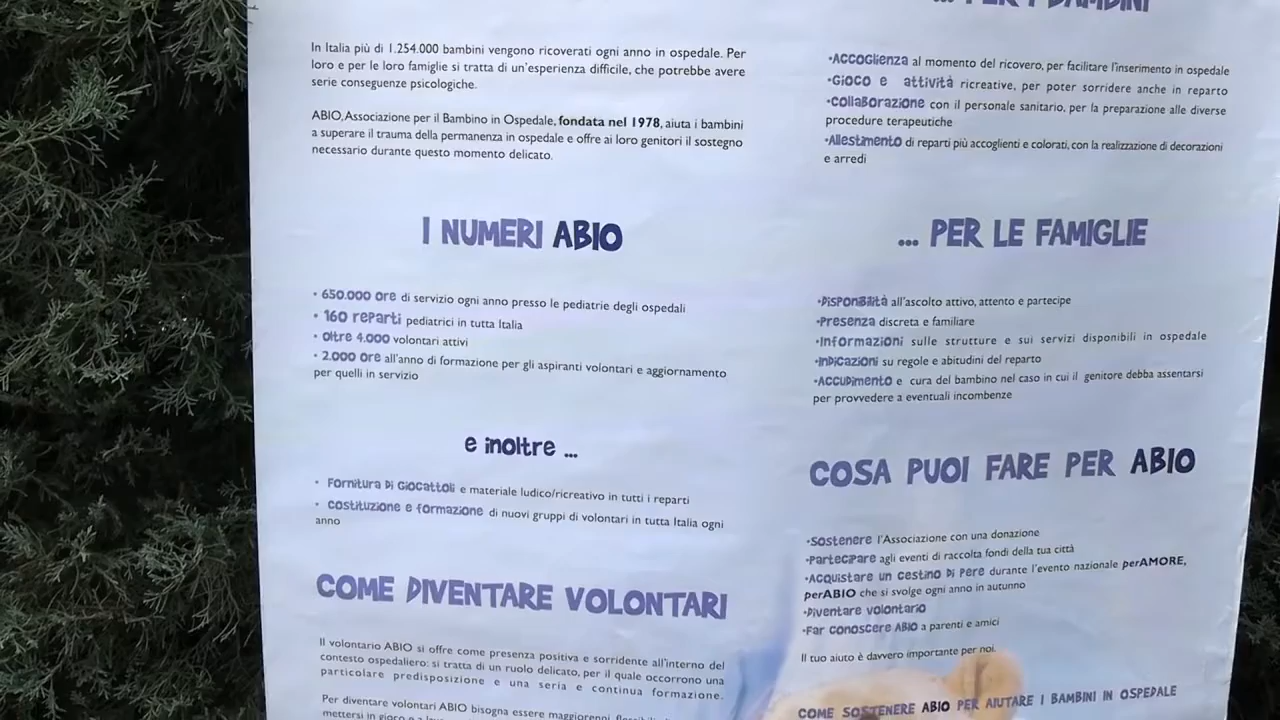 In Italia più di 1.254.000 bambini vengono ricoverati ogni anno in ospedale. Per
loro e per le loro famiglie si tratta di un'esperienza difficile, che potrebbe avere
serie conseguenze psicologiche.
ABIO, Associazione per il Bambino in Ospedale, fondata nel 1978, aiuta i bambini
a superare il trauma della permanenza in ospedale e offre ai loro genitori il sostegno
necessario durante questo momento delicato.
I NUMERI ABIO
• 650.000 ore di servizio ogni anno presso le pediatrie degli ospedali
• 160 reparti pediatrici in tutta Italia
• oltre 4.000 volontari attivi
• 2.000 ore all'anno di formazione per gli aspiranti volontari e aggiornamento
per quelli in servizio
e inoltre ...
• Fornitura di giocattoli e materiale ludico/ricreativo in tutti i reparti
• costituzione e formazione di nuovi gruppi di volontari in tutta Italia ogni
anno
COME DIVENTARE VOLONTARI
Il volontario ABIO si offre come presenza positiva e sorridente all'interno del
contesto ospedaliero: si tratta di un ruolo delicato, per il quale occorrono una
particolare predisposizione e una seria e continua formazione.
Per diventare volontari ABIO bisogna essere maggiorenni,
mettersi in gioco
... PER I BAMBINI
•Accoglienza al momento del ricovero, per facilitare l'inserimento in ospedale
•Gioco e attività ricreative, per poter sorridere anche in reparto
•collaborazione con il personale sanitario, per la preparazione alle diverse
procedure terapeutiche
•Allestimento di reparti più accoglienti e colorati, con la realizzazione di decorazioni
e arredi
... PER LE FAMIGLIE
•Disponibilità all'ascolto attivo, attento e partecipe
•Presenza discreta e familiare
•Informazioni sulle strutture e sui servizi disponibili in ospedale
•Indicazioni su regole e abitudini del reparto
•Accudimento e cura del bambino nel caso in cui il genitore debba assentarsi
per provvedere a eventuali incombenze
COSA PUOI FARE PER ABIO
•Sostenere l'Associazione con una donazione
•Partecipare agli eventi di raccolta fondi della tua città
•Acquistare un cestino di pere durante l'evento nazionale perAMORE,
perABIO che si svolge ogni anno in autunno
•Diventare volontario
•Far conoscere ABIO a parenti e amici
Il tuo aiuto è davvero importante per noi.
COME SOSTENERE ABIO PER AIUTARE I BAMBINI IN OSPEDALE